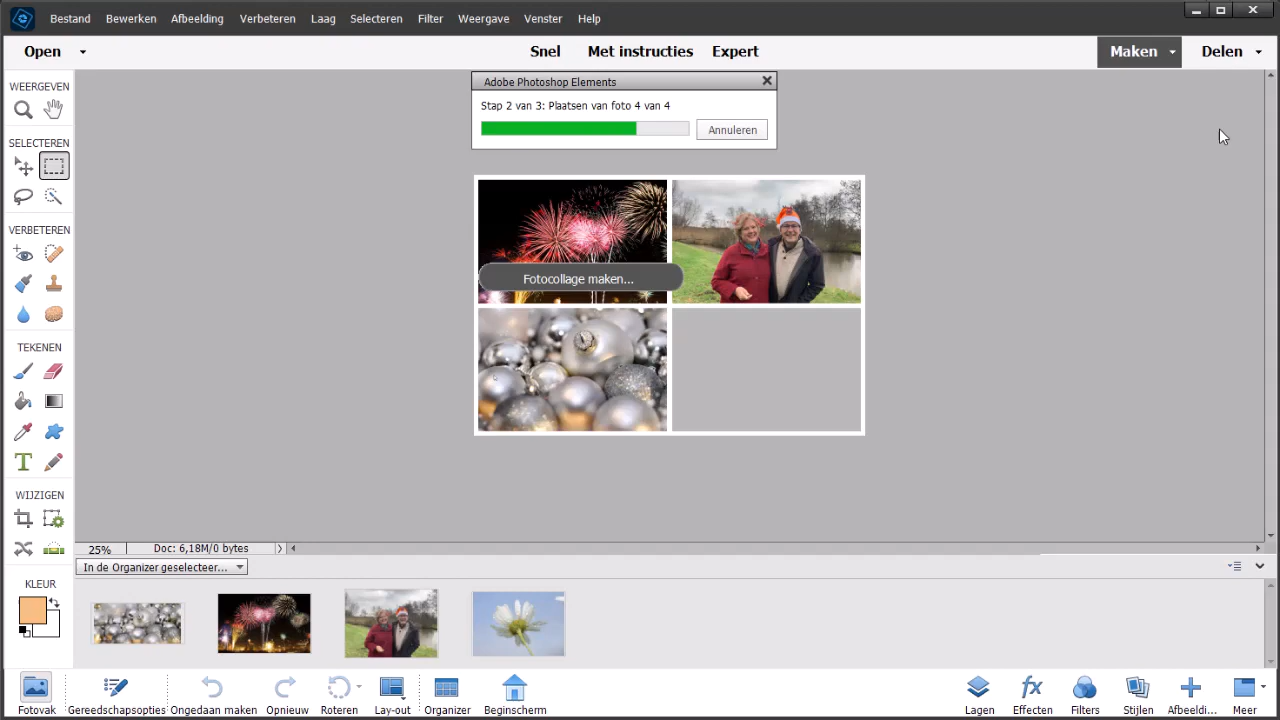 Bestand Bewerken Afbeelding Verbeteren Laag Selecteren Filter Weergave Venster Help
Open Snel Met instructies Expert Maken Delen
WEERGEVEN
SELECTEREN
VERBETEREN
TEKENEN
WIJZIGEN
KLEUR
Adobe Photoshop Elements
Stap 2 van 3: Plaatsen van foto 4 van 4
Annuleren
Fotocollage maken...
25% Doc: 6,18M/0 bytes
In de Organizer geselecteer...
Fotovak Gereedschapsopties Ongedaan maken Opnieuw Roteren Lay-out Organizer Beginscherm Lagen Effecten Filters Stijlen Afbeeldi... Meer